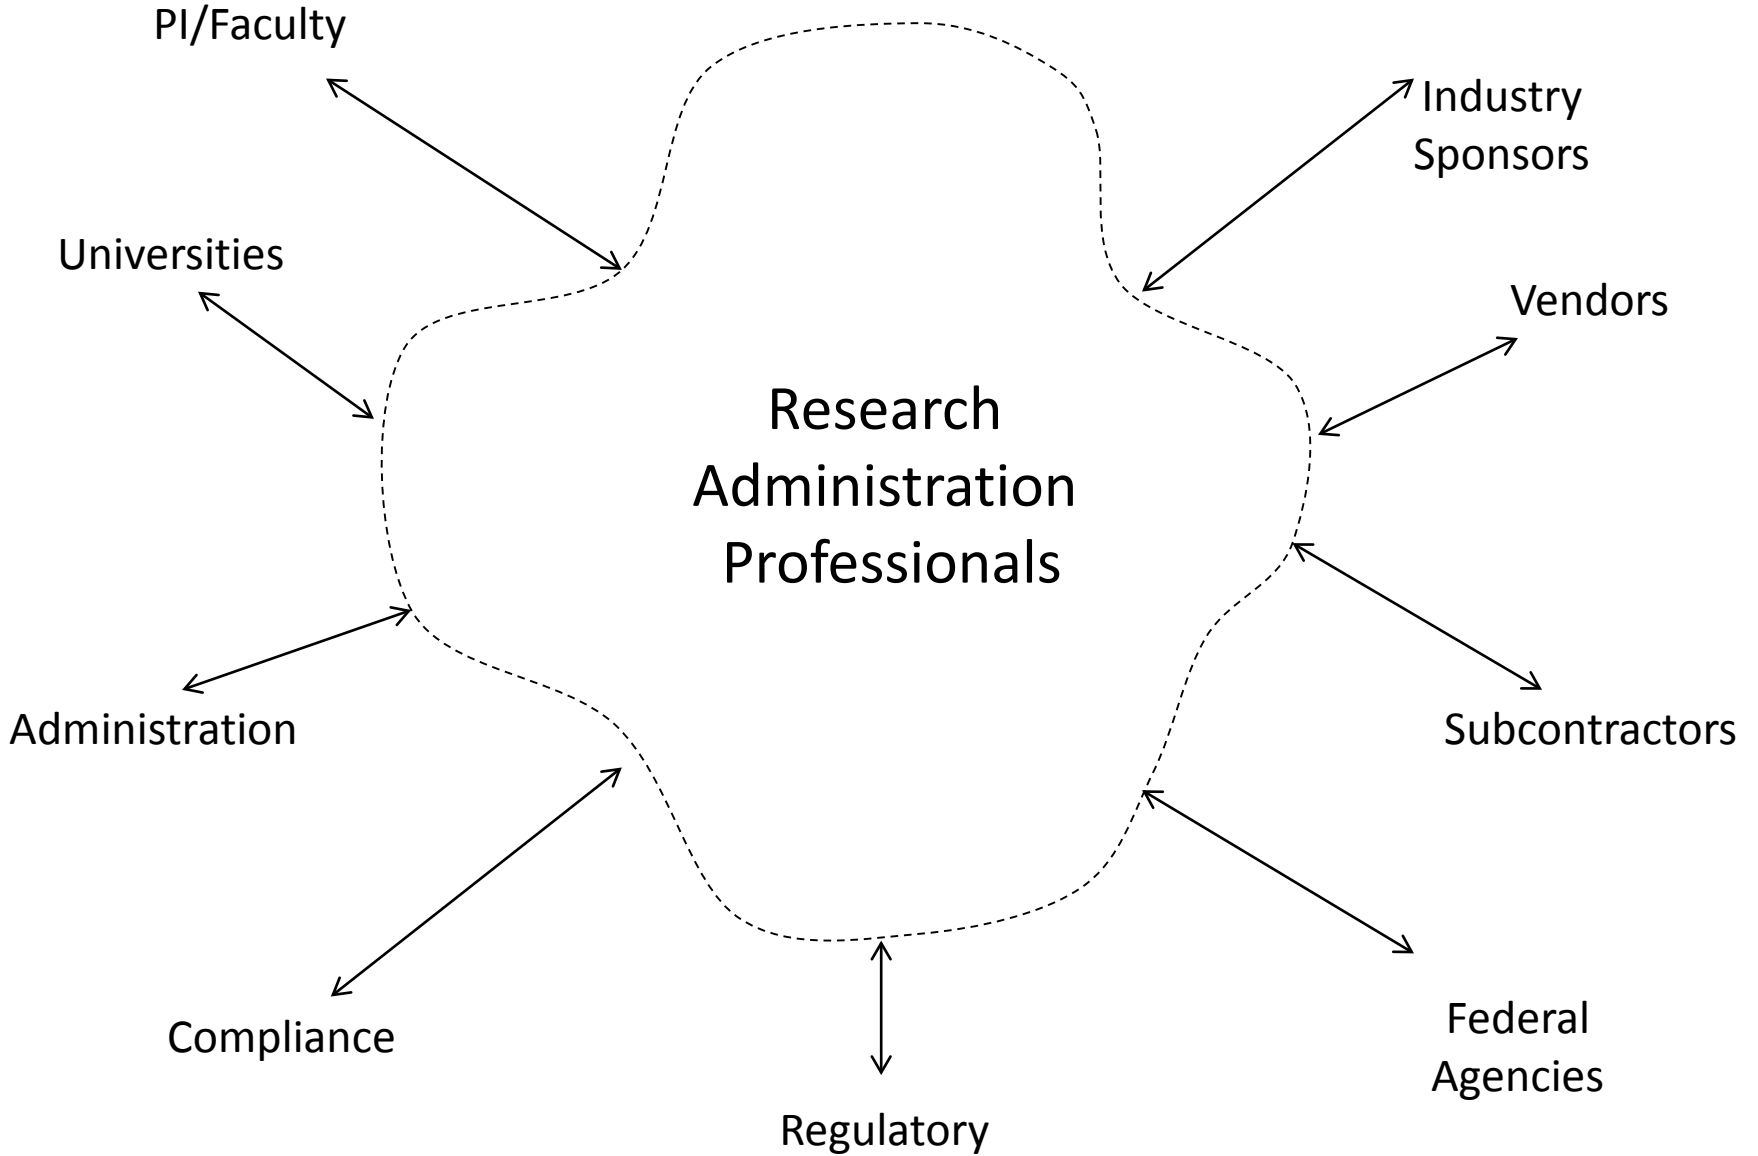 PI/Faculty
Industry
Sponsors
Universities
Vendors
Research
Administration
Professionals
Administration
Subcontractors
Compliance
Federal
Agencies
Regulatory